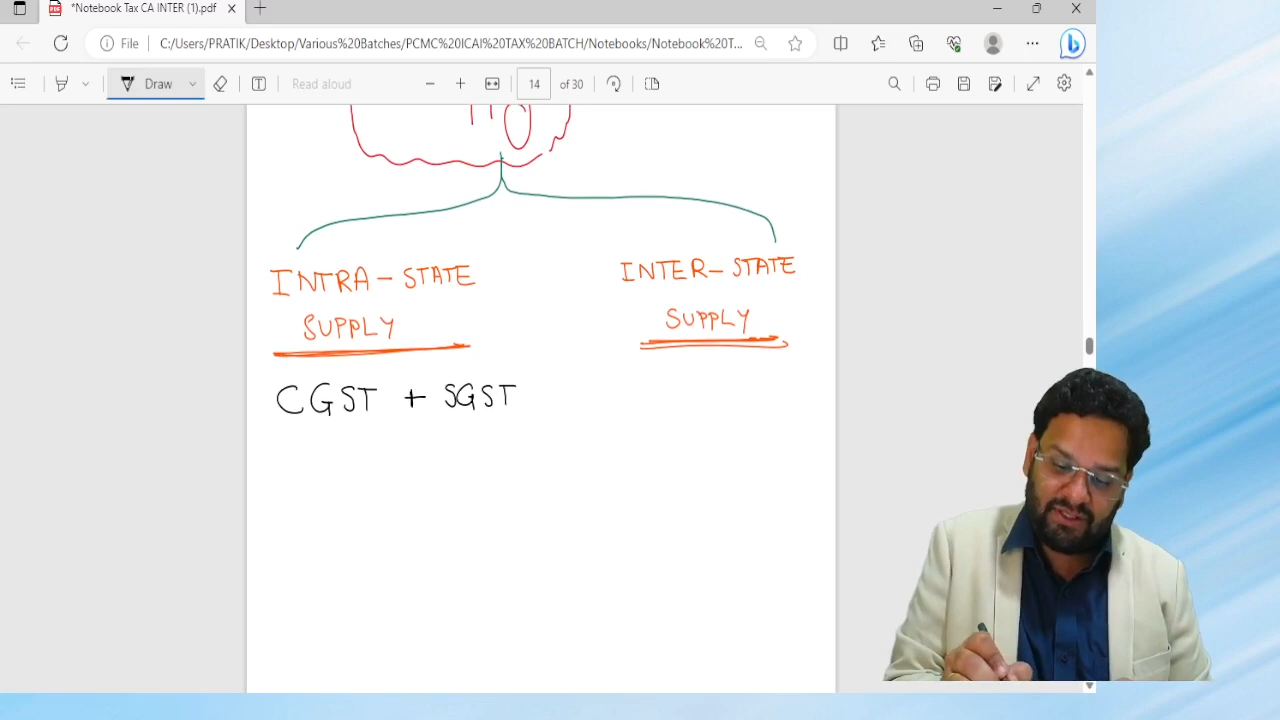 *Notebook Tax CA INTER (1).pdf
File C:/Users/PRATIK/Desktop/Various%20Batches/PCMC%20ICAI%20TAX%20BATCH/Notebooks/Notebook%20T...
Draw Read aloud 14 of 30
INTRA-STATE
SUPPLY
INTER-STATE
SUPPLY
CGST + SGST